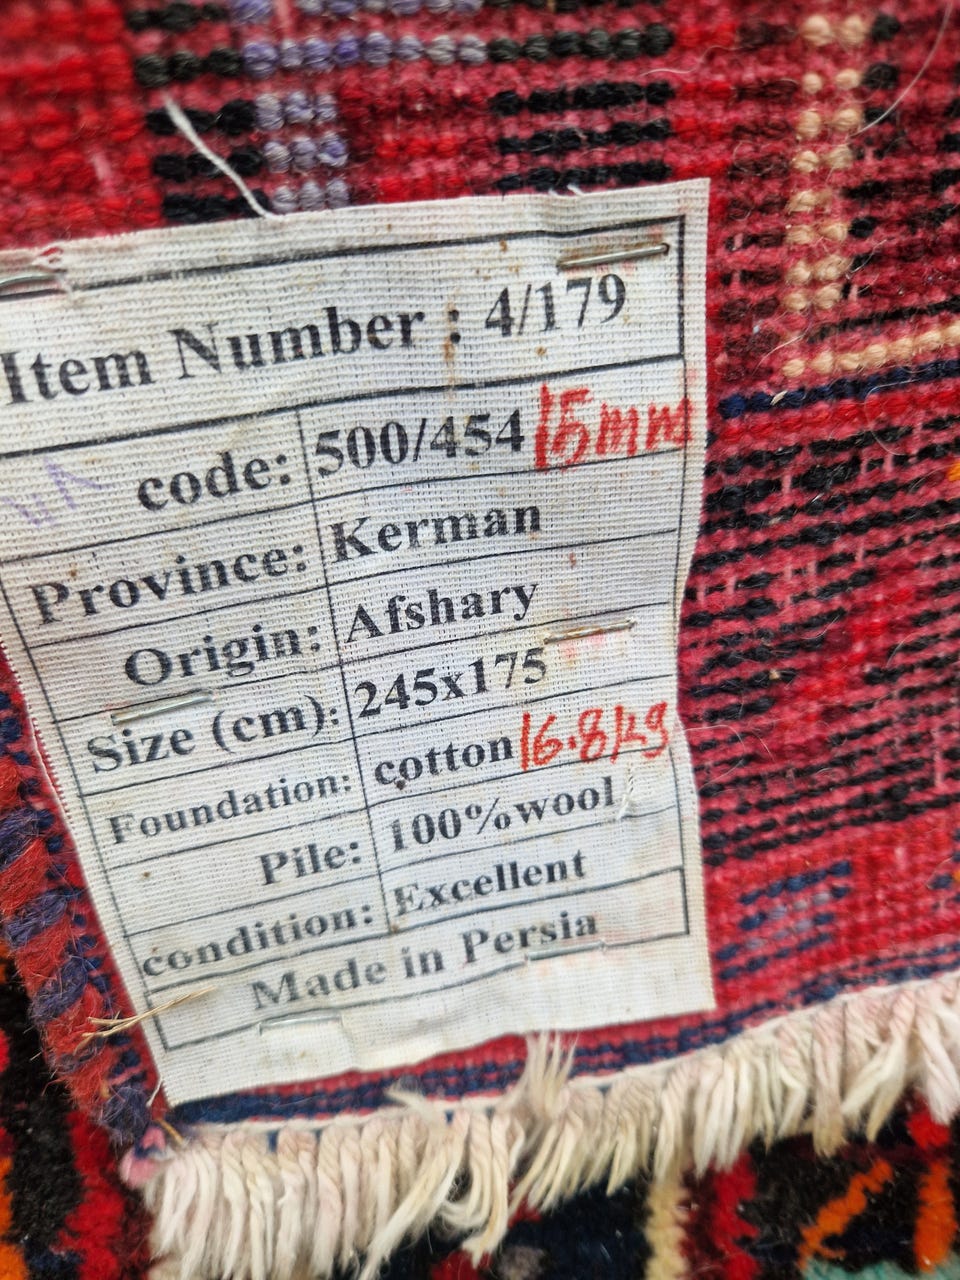 Item Number : 4/179
code: 500/454 15mm
Province: Kerman
Origin: Afshary
Size (cm): 245x175
Foundation: cotton 16.8kg
Pile: 100%wool
condition: Excellent
Made in Persia